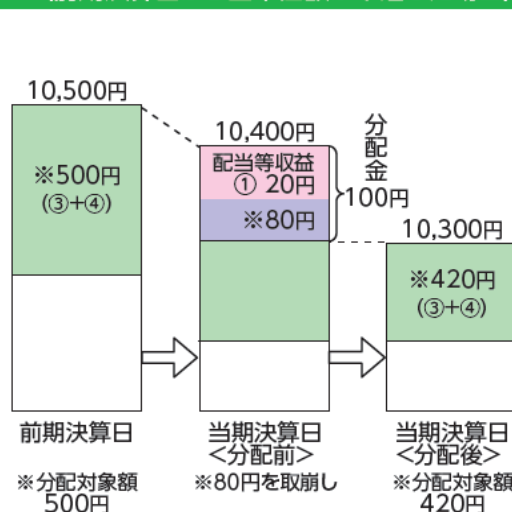 10,500円
※500円
(③+④)
前期決算日
※分配対象額
500円
10,400円
配当等収益
① 20円
※80円
分配金
100円
当期決算日
<分配前>
※80円を取崩し
10,300円
※420円
(③+④)
当期決算日
<分配後>
※分配対象額
420円